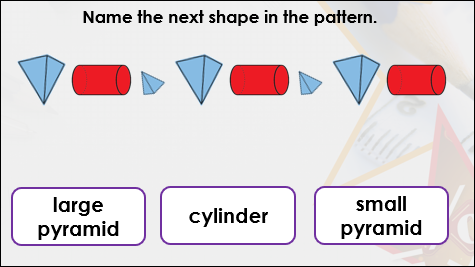 Name the next shape in the pattern.
large
pyramid
cylinder
small
pyramid